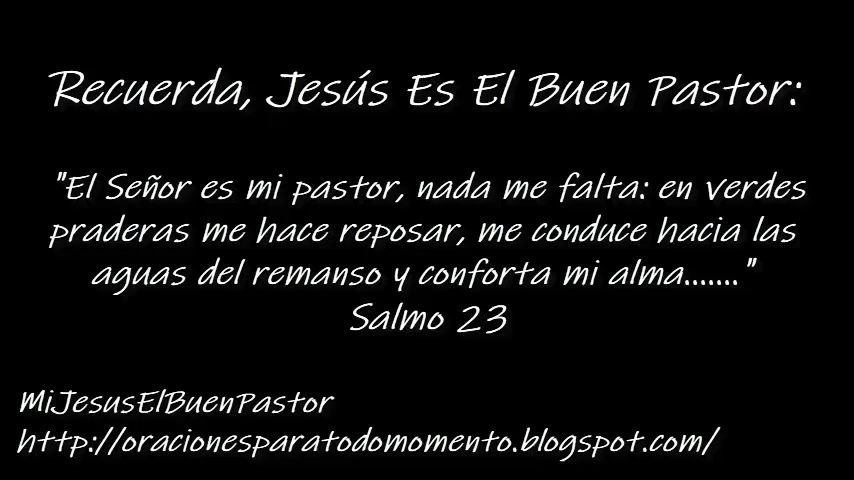 Recuerda, Jesús Es El Buen Pastor:
"El Señor es mi pastor, nada me falta: en verdes
praderas me hace reposar, me conduce hacia las
aguas del remanso y conforta mi alma......."
Salmo 23
MiJesusElBuenPastor
http://oracionesparatodomomento.blogspot.com/